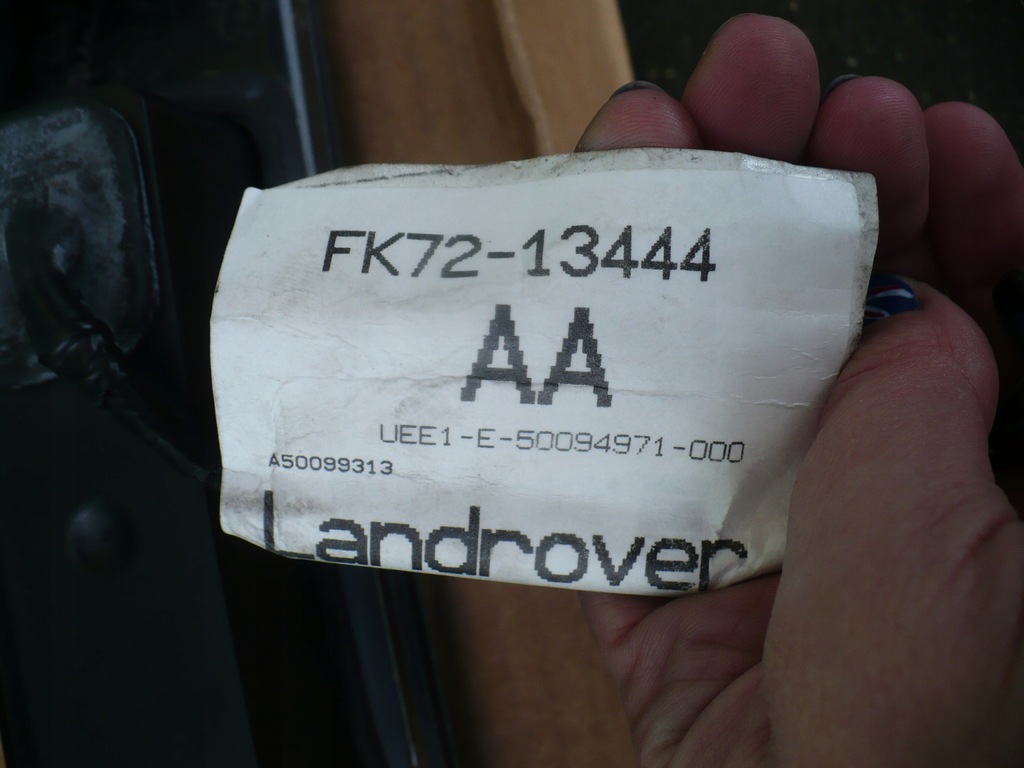 FK72-13444
AA
UEE1-E-50094971-000
A50099313
Landrover